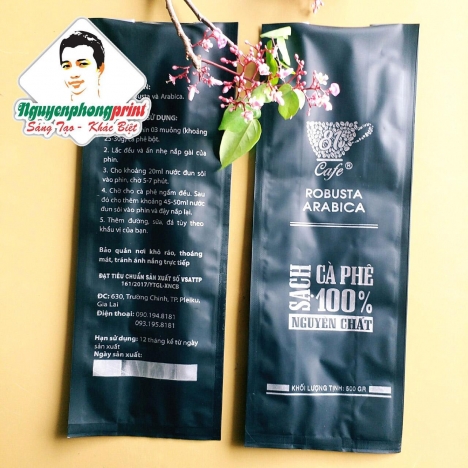 Nguyenphongprint
Sáng Tạo - Khác Biệt
và Arabica.
SỬ DỤNG:
03 muỗng (khoảng
25-30g) cà phê bột.
2. Lắc đều và ấn nhẹ nắp gài của
phin.
3. Cho khoảng 20ml nước đun sôi
vào phin, chờ 5-7 phút.
4. Chờ cho cà phê ngấm đều. Sau
đó cho thêm khoảng 45-50ml nước
đun sôi vào phin và đậy nắp lại.
5. Thêm đường, sữa, đá tùy theo
khẩu vị của bạn.
Bảo quản nơi khô ráo, thoáng
mát, tránh ánh nắng trực tiếp
ĐẠT TIÊU CHUẨN SẢN XUẤT SỐ VSATTP
161/2017/YTGL-XNCB
ĐC: 630, Trường Chinh, TP. Pleiku,
Gia Lai
Điện thoại: 090.194.8181
093.195.8181
Hạn sử dụng: 12 tháng kể từ ngày
sản xuất
Ngày sản xuất:
Cafe ®
ROBUSTA
ARABICA
SẠCH
CÀ PHÊ
100%
NGUYÊN CHẤT
KHỐI LƯỢNG TỊNH: 500 GR